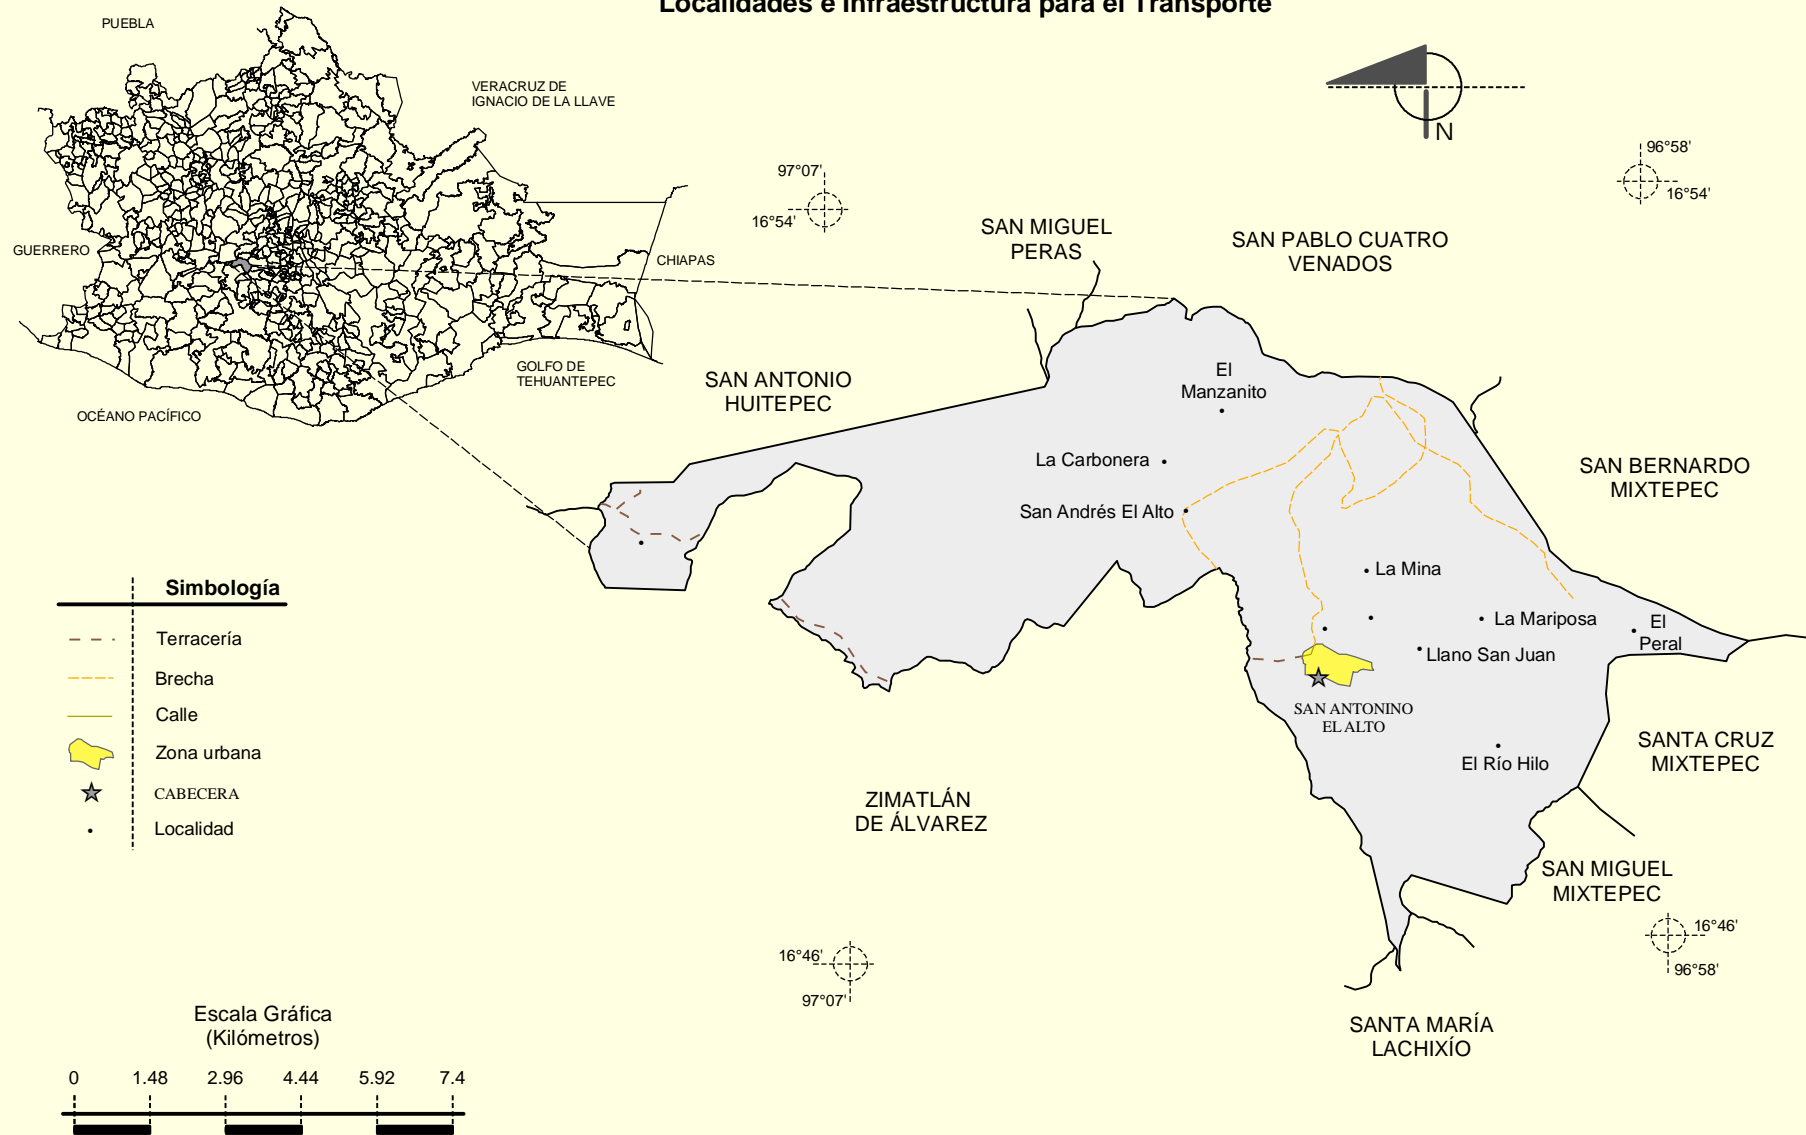 Localidades e Infraestructura para el Transporte
PUEBLA
VERACRUZ DE
IGNACIO DE LA LLAVE
GUERRERO
CHIAPAS
GOLFO DE
TEHUANTEPEC
OCÉANO PACÍFICO
N
97°07'
16°54'
96°58'
16°54'
SAN MIGUEL
PERAS
SAN PABLO CUATRO
VENADOS
SAN ANTONIO
HUITEPEC
El
Manzanito
La Carbonera
San Andrés El Alto
SAN BERNARDO
MIXTEPEC
La Mina
La Mariposa
El
Peral
Llano San Juan
SAN ANTONINO
EL ALTO
El Río Hilo
SANTA CRUZ
MIXTEPEC
ZIMATLÁN
DE ÁLVAREZ
SAN MIGUEL
MIXTEPEC
16°46'
97°07'
16°46'
96°58'
SANTA MARÍA
LACHIXÍO
Simbología
Terracería
Brecha
Calle
Zona urbana
CABECERA
Localidad
Escala Gráfica
(Kilómetros)
0 1.48 2.96 4.44 5.92 7.4